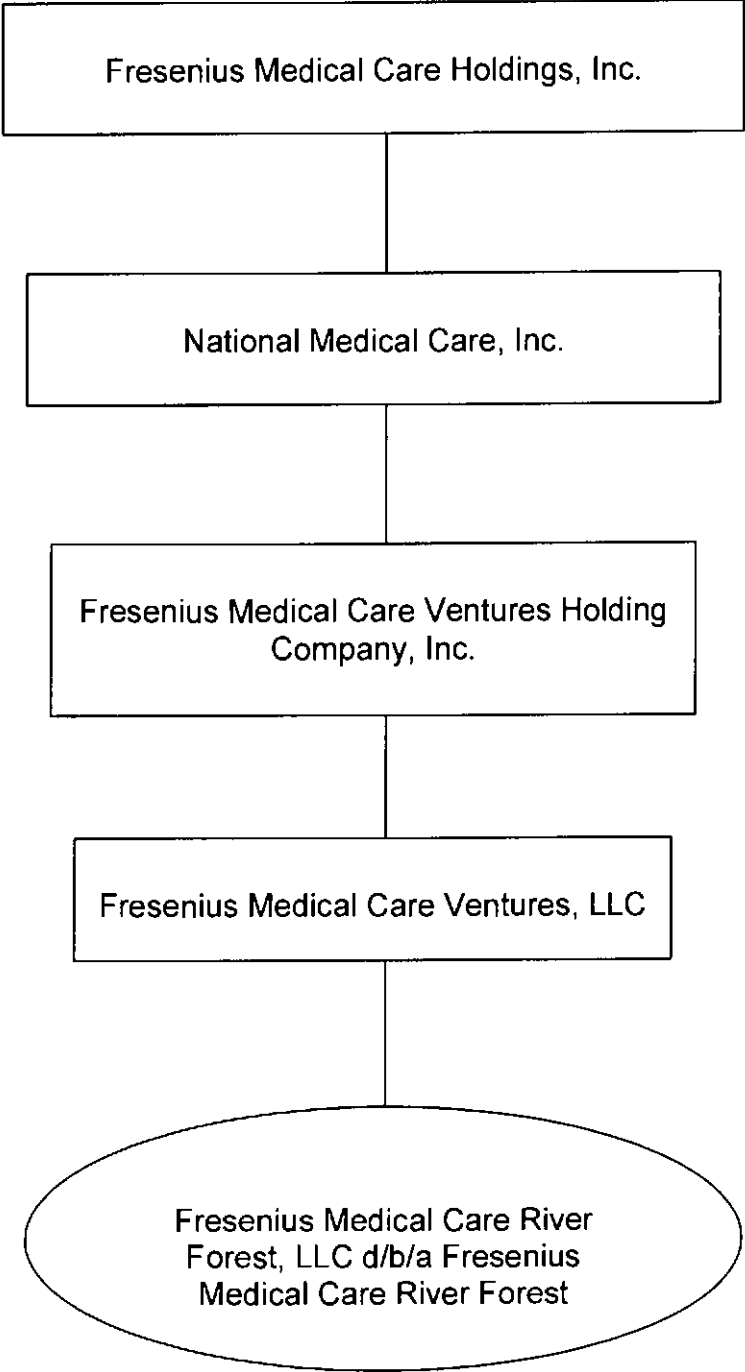 Fresenius Medical Care Holdings, Inc.
National Medical Care, Inc.
Fresenius Medical Care Ventures Holding
Company, Inc.
Fresenius Medical Care Ventures, LLC
Fresenius Medical Care River
Forest, LLC d/b/a Fresenius
Medical Care River Forest